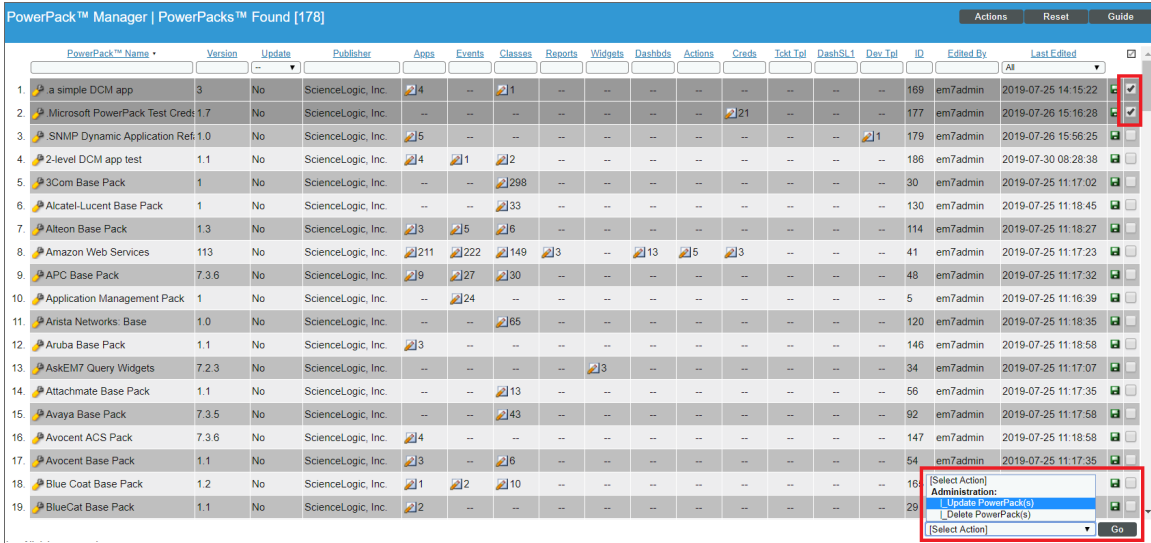 PowerPack™ Manager | PowerPacks™ Found [178] Actions Reset Guide
PowerPack™ Name • Version Update Publisher Apps Events Classes Reports Widgets Dashbds Actions Creds Tckt Tpl DashSL1 Dev Tpl ID Edited By Last Edited
-- All
1. .a simple DCM app 3 No ScienceLogic, Inc. 4 -- 1 -- -- -- -- -- -- -- -- 169 em7admin 2019-07-25 14:15:22
2. .Microsoft PowerPack Test Creds 1.7 No ScienceLogic, Inc. -- -- -- -- -- -- -- 21 -- -- -- 177 em7admin 2019-07-26 15:16:28
3. .SNMP Dynamic Application Ref 1.0 No ScienceLogic, Inc. 5 -- -- -- -- -- -- -- -- -- 1 179 em7admin 2019-07-26 15:56:25
4. 2-level DCM app test 1.1 No ScienceLogic, Inc. 4 1 2 -- -- -- -- -- -- -- -- 186 em7admin 2019-07-30 08:28:38
5. 3Com Base Pack 1 No ScienceLogic, Inc. -- -- 298 -- -- -- -- -- -- -- -- 30 em7admin 2019-07-25 11:17:02
6. Alcatel-Lucent Base Pack 1 No ScienceLogic, Inc. -- -- 33 -- -- -- -- -- -- -- -- 130 em7admin 2019-07-25 11:18:45
7. Alteon Base Pack 1.3 No ScienceLogic, Inc. 3 5 6 -- -- -- -- -- -- -- -- 114 em7admin 2019-07-25 11:18:27
8. Amazon Web Services 113 No ScienceLogic, Inc. 211 222 149 3 -- 13 5 3 -- -- -- 41 em7admin 2019-07-25 11:17:23
9. APC Base Pack 7.3.6 No ScienceLogic, Inc. 9 27 30 -- -- -- -- -- -- -- -- 48 em7admin 2019-07-25 11:17:32
10. Application Management Pack 1 No ScienceLogic, Inc. -- 24 -- -- -- -- -- -- -- -- -- 5 em7admin 2019-07-25 11:16:39
11. Arista Networks: Base 1.0 No ScienceLogic, Inc. -- -- 65 -- -- -- -- -- -- -- -- 120 em7admin 2019-07-25 11:18:35
12. Aruba Base Pack 1.1 No ScienceLogic, Inc. 3 -- -- -- -- -- -- -- -- -- -- 146 em7admin 2019-07-25 11:18:58
13. AskEM7 Query Widgets 7.2.3 No ScienceLogic, Inc. -- -- -- -- 3 -- -- -- -- -- -- 34 em7admin 2019-07-25 11:17:07
14. Attachmate Base Pack 1.1 No ScienceLogic, Inc. -- -- 13 -- -- -- -- -- -- -- -- 56 em7admin 2019-07-25 11:17:35
15. Avaya Base Pack 7.3.5 No ScienceLogic, Inc. -- -- 43 -- -- -- -- -- -- -- -- 92 em7admin 2019-07-25 11:17:58
16. Avocent ACS Pack 7.3.6 No ScienceLogic, Inc. 4 -- -- -- -- -- -- -- -- -- -- 147 em7admin 2019-07-25 11:18:58
17. Avocent Base Pack 1.1 No ScienceLogic, Inc. 3 -- 6 -- -- -- -- -- -- -- -- 54 em7admin 2019-07-25 11:17:35
18. Blue Coat Base Pack 1.2 No ScienceLogic, Inc. 1 2 10 -- -- -- -- -- -- -- --
19. BlueCat Base Pack 1.1 No ScienceLogic, Inc. 2 -- -- -- -- -- -- -- -- -- -- 29
[Select Action]
Administration:
|_Update PowerPack(s)
|_Delete PowerPack(s)
[Select Action] Go